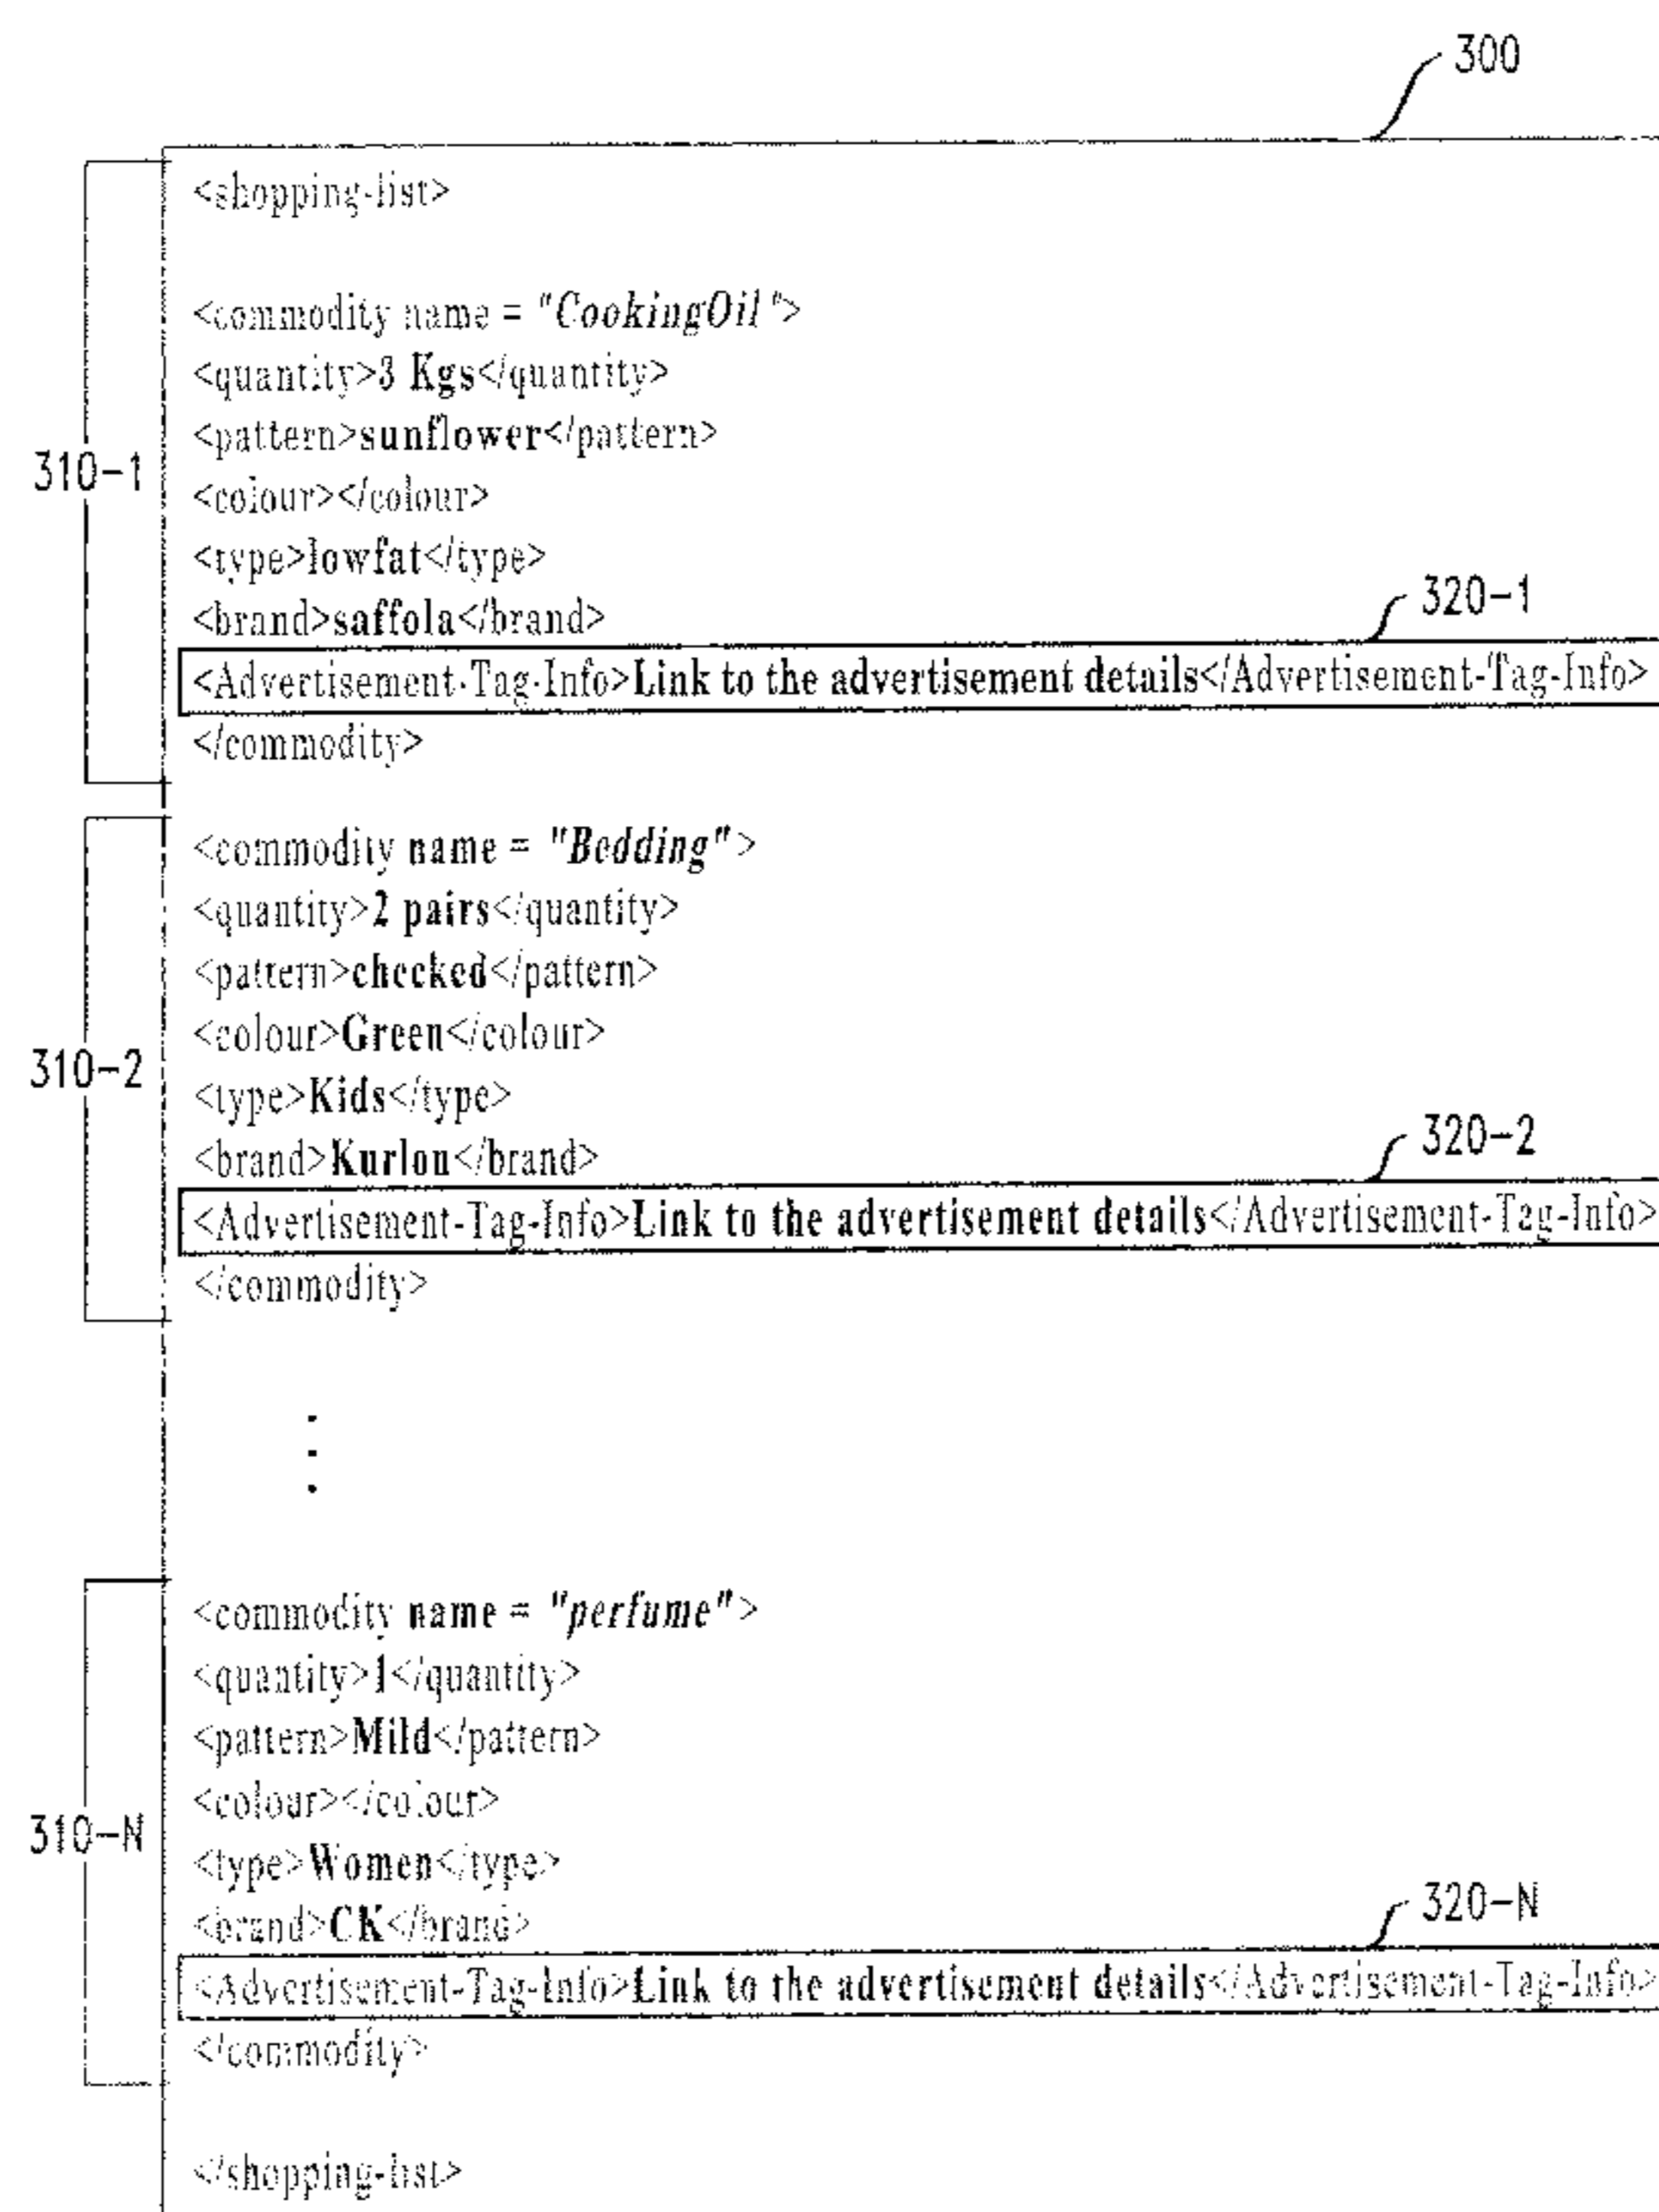 300
<shopping-list>
<commodity name = "CookingOil">
<quantity>3 Kgs</quantity>
<pattern>sunflower</pattern>
310-1
<colour></colour>
<type>lowfat</type>
320-1
<brand>saffola</brand>
<Advertisement-Tag-Info>Link to the advertisement details</Advertisement-Tag-Info>
</commodity>
<commodity name = "Bedding">
<quantity>2 pairs</quantity>
<pattern>checked</pattern>
<colour>Green</colour>
310-2
<type>Kids</type>
320-2
<brand>Kurlon</brand>
<Advertisement-Tag-Info>Link to the advertisement details</Advertisement-Tag-Info>
</commodity>
<commodity name = "perfume">
<quantity>1</quantity>
<pattern>Mild</pattern>
<colour></colour>
310-N
<type>Women</type>
320-N
<brand>CK</brand>
<Advertisement-Tag-Info>Link to the advertisement details</Advertisement-Tag-Info>
</commodity>
</shopping-list>